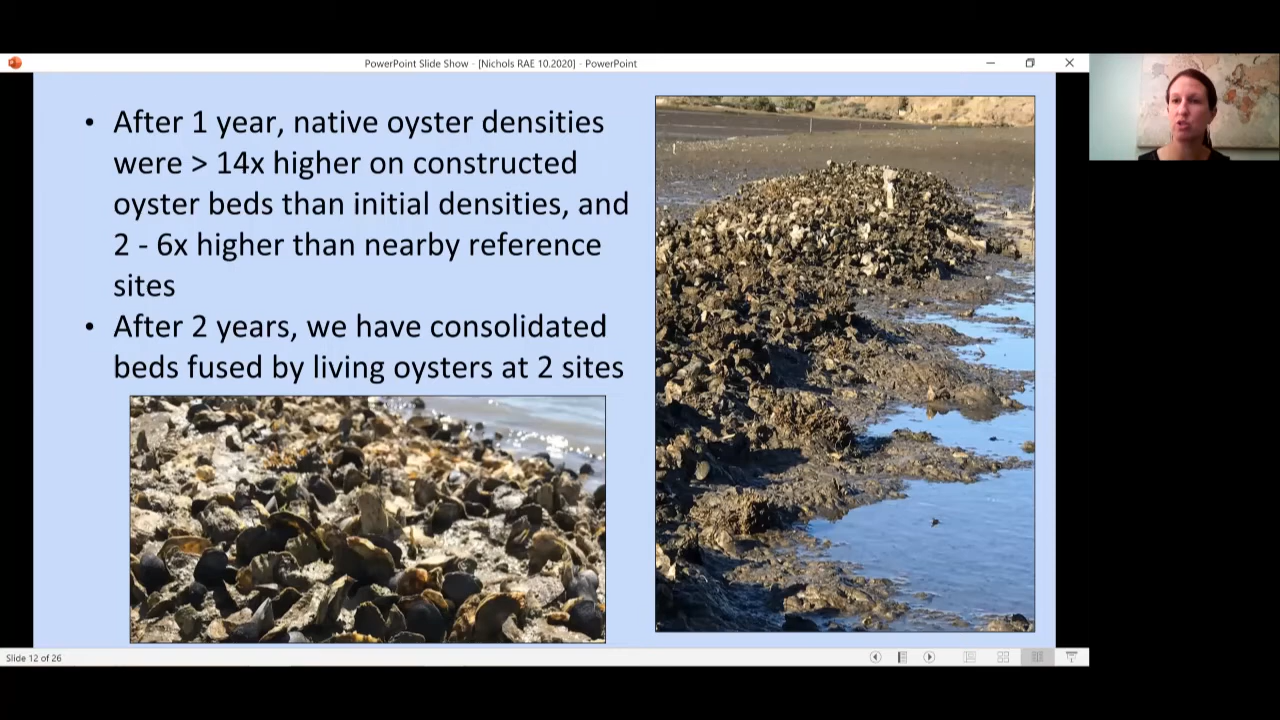 PowerPoint Slide Show - [Nichols RAE 10.2020] - PowerPoint
• After 1 year, native oyster densities
were > 14x higher on constructed
oyster beds than initial densities, and
2 - 6x higher than nearby reference
sites
• After 2 years, we have consolidated
beds fused by living oysters at 2 sites
Slide 12 of 26